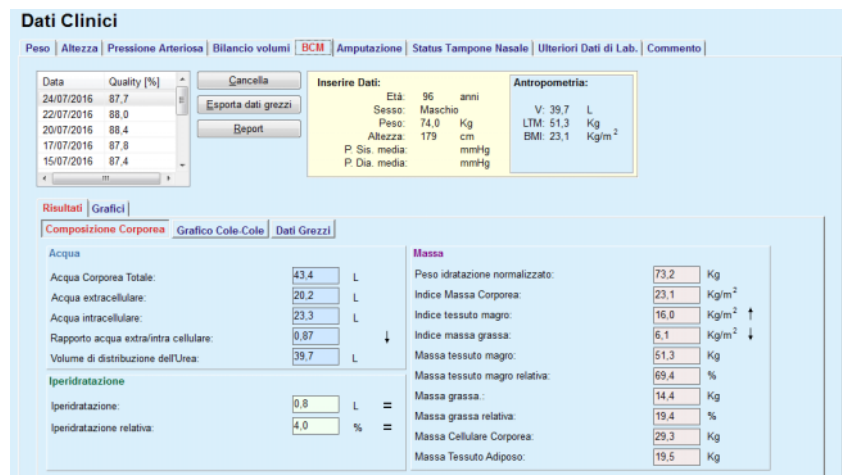 Dati Clinici
Peso Altezza Pressione Arteriosa Bilancio volumi BCM Amputazione Status Tampone Nasale Ulteriori Dati di Lab. Commento
Data Quality [%]
24/07/2016 87,7
22/07/2016 88,0
20/07/2016 88,4
17/07/2016 87,8
15/07/2016 87,4
Cancella
Esporta dati grezzi
Report
Inserire Dati:
Etá: 96 anni
Sesso: Maschio
Peso: 74,0 Kg
Altezza: 179 cm
P. Sis. media: mmHg
P. Dia. media: mmHg
Antropometria:
V: 39,7 L
LTM: 51,3 Kg
BMI: 23,1 Kg/m²
Risultati Grafici
Composizione Corporea Grafico Cole-Cole Dati Grezzi
Acqua
Acqua Corporea Totale: 43,4 L
Acqua extracellulare: 20,2 L
Acqua intracellulare: 23,3 L
Rapporto acqua extra/intra cellulare: 0,87 ↓
Volume di distribuzione dell'Urea: 39,7 L
Iperidratazione
Iperidratazione: 0,8 L =
Iperidratazione relativa: 4,0 % =
Massa
Peso idratazione normalizzato: 73,2 Kg
Indice Massa Corporea: 23,1 Kg/m²
Indice tessuto magro: 16,0 Kg/m² ↑
Indice massa grassa: 6,1 Kg/m² ↓
Massa tessuto magro: 51,3 Kg
Massa tessuto magro relativa: 69,4 %
Massa grassa.: 14,4 Kg
Massa grassa relativa: 19,4 %
Massa Cellulare Corporea: 29,3 Kg
Massa Tessuto Adiposo: 19,5 Kg